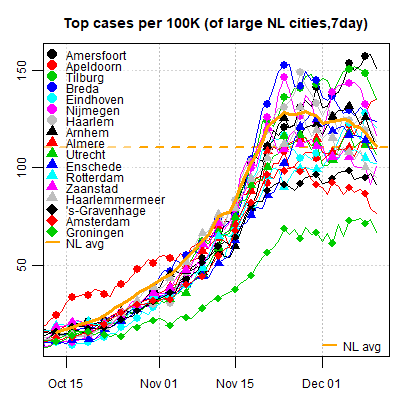 Top cases per 100K (of large NL cities,7day)
150
100
50
Amersfoort
Apeldoorn
Tilburg
Breda
Eindhoven
Nijmegen
Haarlem
Arnhem
Almere
Utrecht
Enschede
Rotterdam
Zaanstad
Haarlemmermeer
's-Gravenhage
Amsterdam
Groningen
NL avg
NL avg
Oct 15 Nov 01 Nov 15 Dec 01